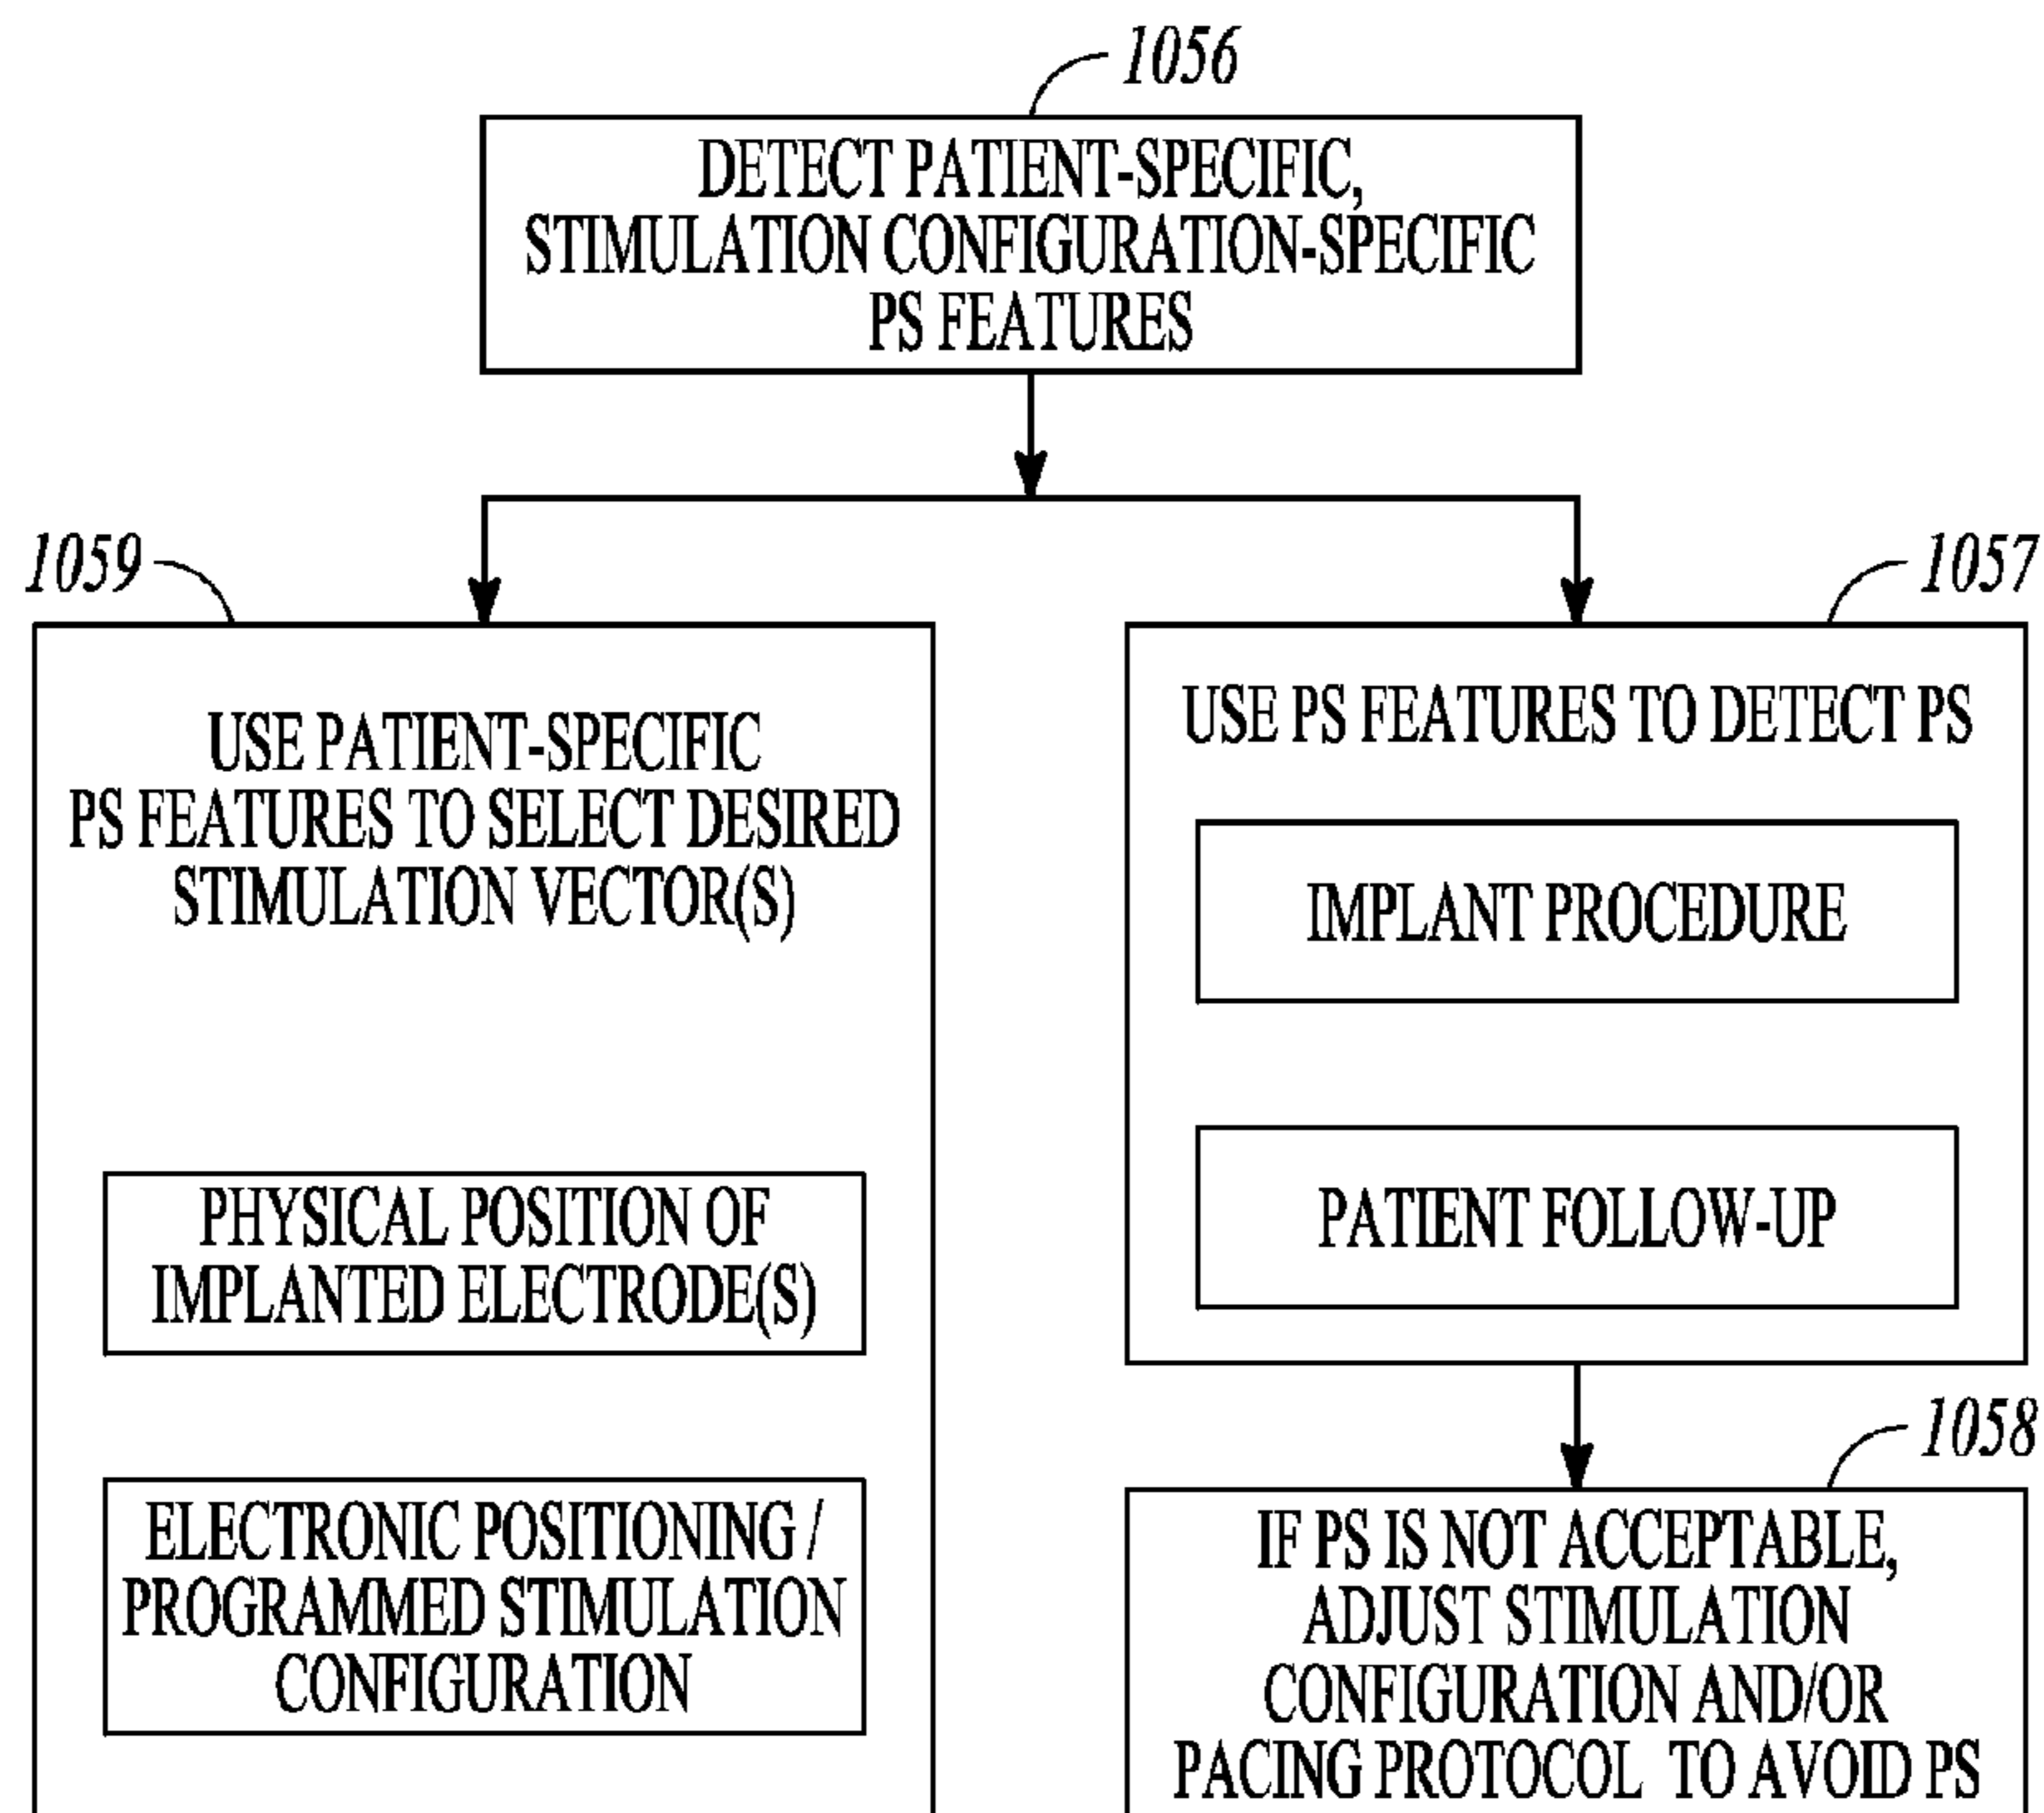 1056
DETECT PATIENT-SPECIFIC,
STIMULATION CONFIGURATION-SPECIFIC
PS FEATURES
1059
USE PATIENT-SPECIFIC
PS FEATURES TO SELECT DESIRED
STIMULATION VECTOR(S)
PHYSICAL POSITION OF
IMPLANTED ELECTRODE(S)
ELECTRONIC POSITIONING /
PROGRAMMED STIMULATION
CONFIGURATION
1057
USE PS FEATURES TO DETECT PS
IMPLANT PROCEDURE
PATIENT FOLLOW-UP
1058
IF PS IS NOT ACCEPTABLE,
ADJUST STIMULATION
CONFIGURATION AND/OR
PACING PROTOCOL TO AVOID PS